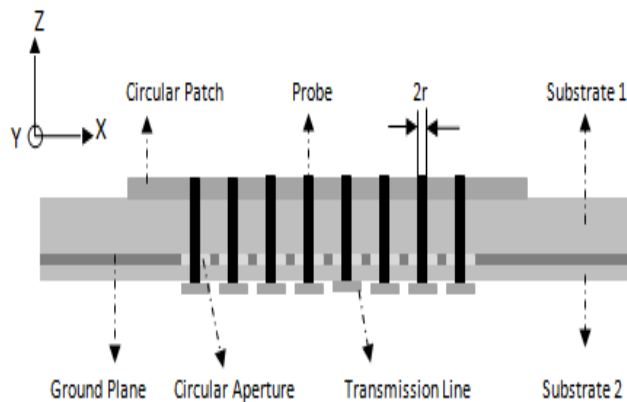 Z
Circular Patch
Probe
2r
Substrate 1
Y
X
Ground Plane
Circular Aperture
Transmission Line
Substrate 2